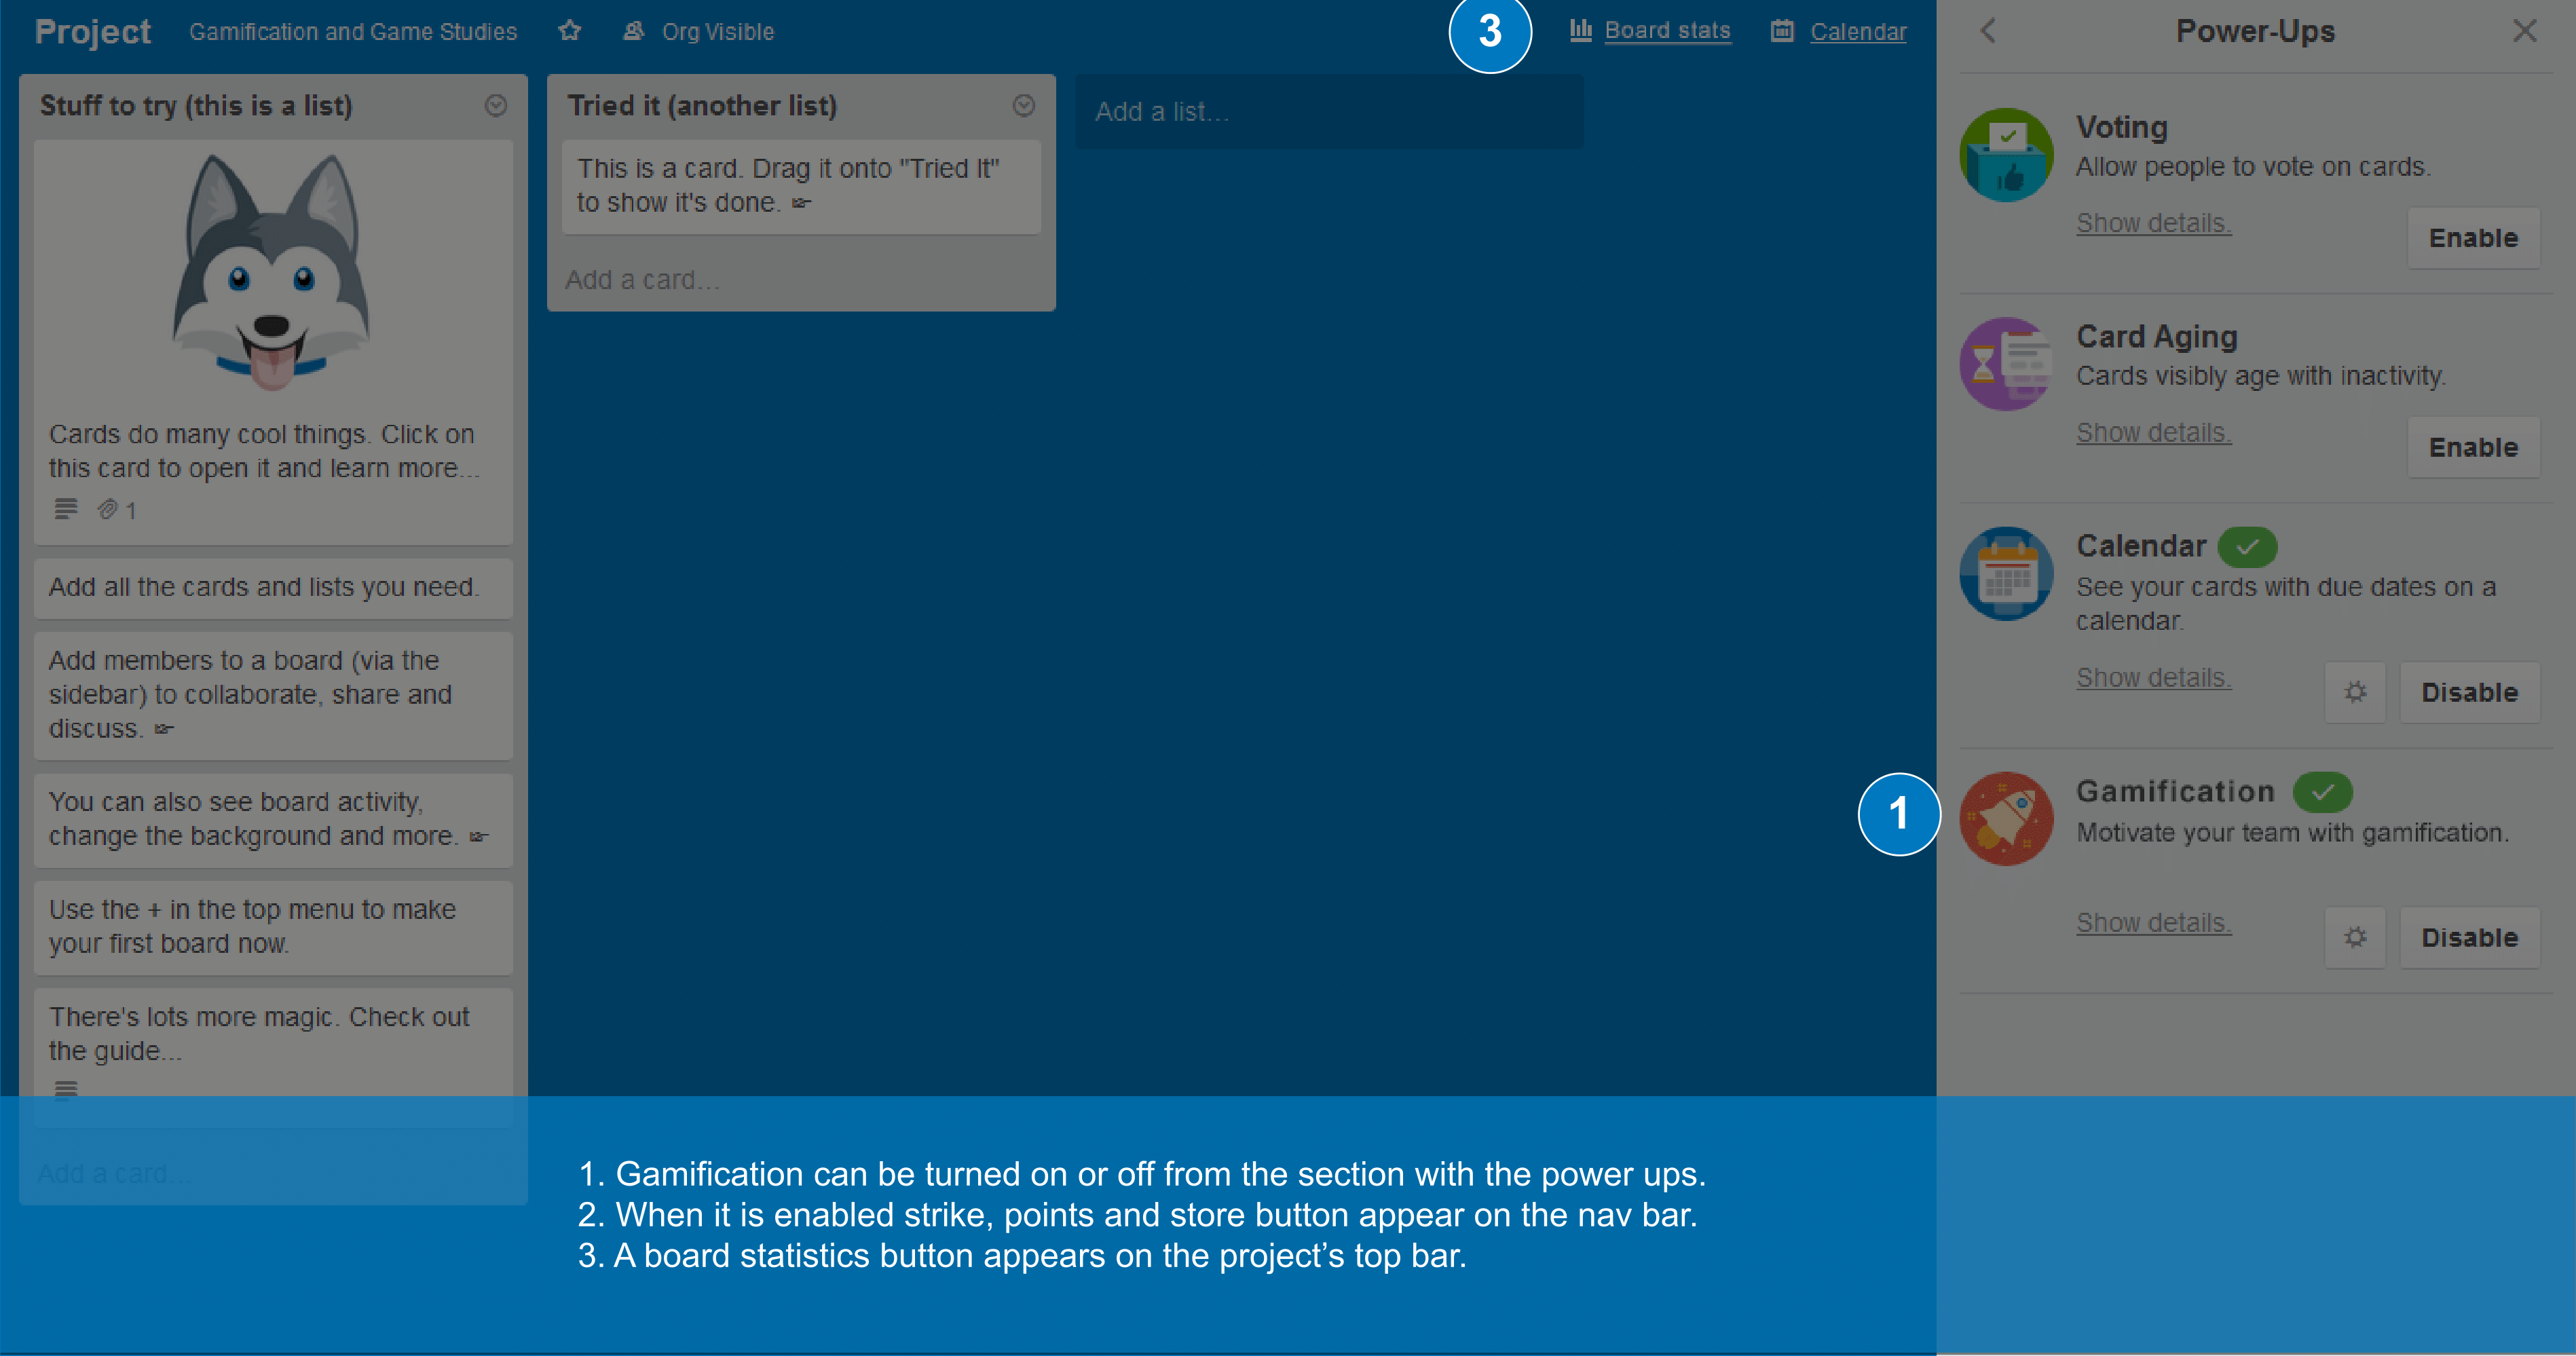 Project Gamification and Game Studies Org Visible
3
Board stats Calendar
Stuff to try (this is a list)
Cards do many cool things. Click on
this card to open it and learn more...
1
Add all the cards and lists you need.
Add members to a board (via the
sidebar) to collaborate, share and
discuss. ☜
You can also see board activity,
change the background and more. ☜
Use the + in the top menu to make
your first board now.
There's lots more magic. Check out
the guide...
Add a card...
Tried it (another list)
This is a card. Drag it onto "Tried It"
to show it's done. ☜
Add a card...
Add a list...
Power-Ups
Voting
Allow people to vote on cards.
Show details.
Enable
Card Aging
Cards visibly age with inactivity.
Show details.
Enable
Calendar
See your cards with due dates on a
calendar.
Show details.
Disable
1
Gamification
Motivate your team with gamification.
Show details.
Disable
1. Gamification can be turned on or off from the section with the power ups.
2. When it is enabled strike, points and store button appear on the nav bar.
3. A board statistics button appears on the project’s top bar.